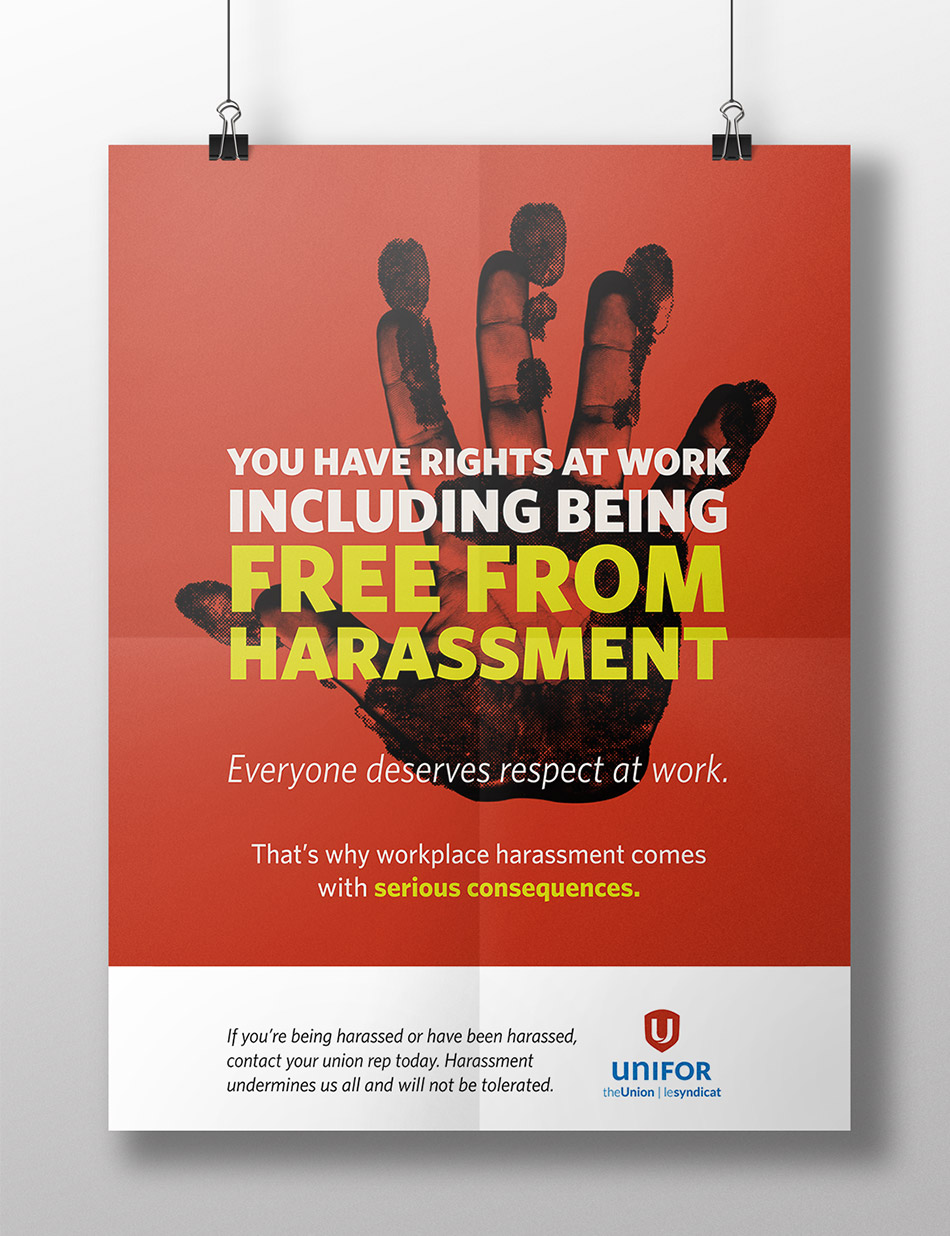 YOU HAVE RIGHTS AT WORK
INCLUDING BEING
FREE FROM
HARASSMENT
Everyone deserves respect at work.
That's why workplace harassment comes
with serious consequences.
If you're being harassed or have been harassed,
contact your union rep today. Harassment
undermines us all and will not be tolerated.
U
UNIFOR
theUnion | lesyndicat